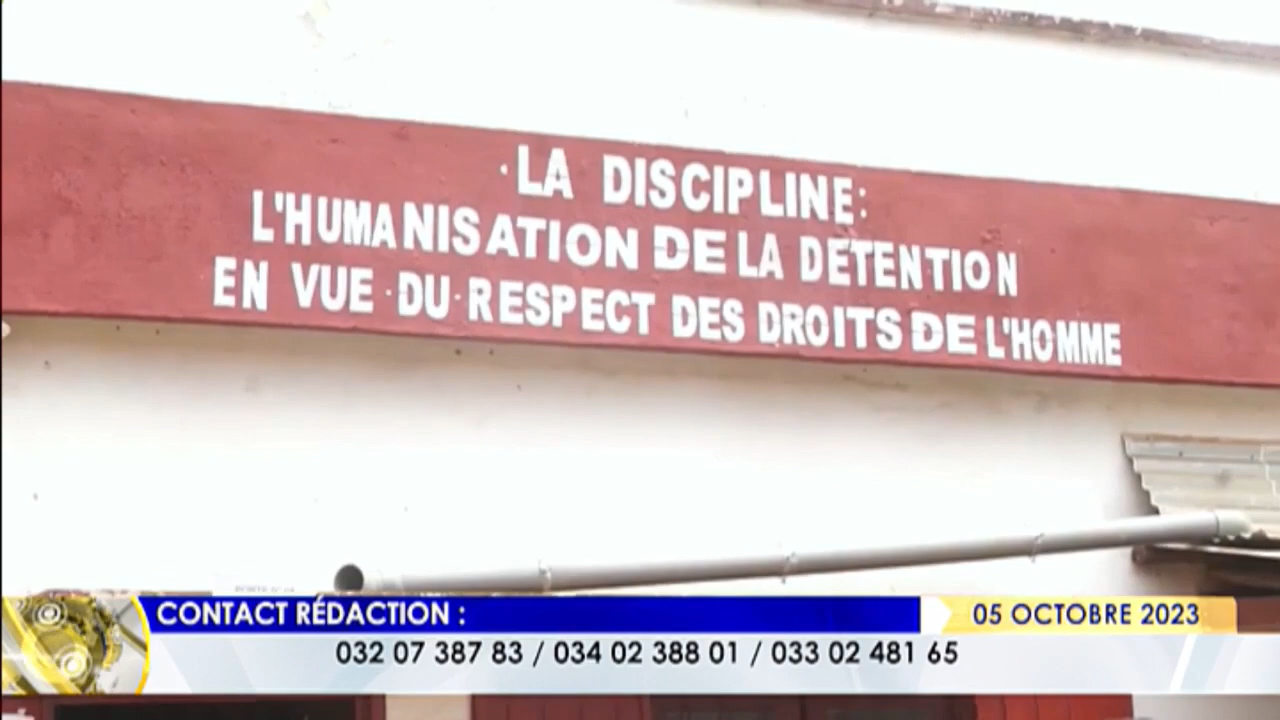 LA DISCIPLINE:
L'HUMANISATION DE LA DETENTION
EN VUE DU RESPECT DES DROITS DE L'HOMME
CONTACT RÉDACTION :
05 OCTOBRE 2023
032 07 387 83 / 034 02 388 01 / 033 02 481 65